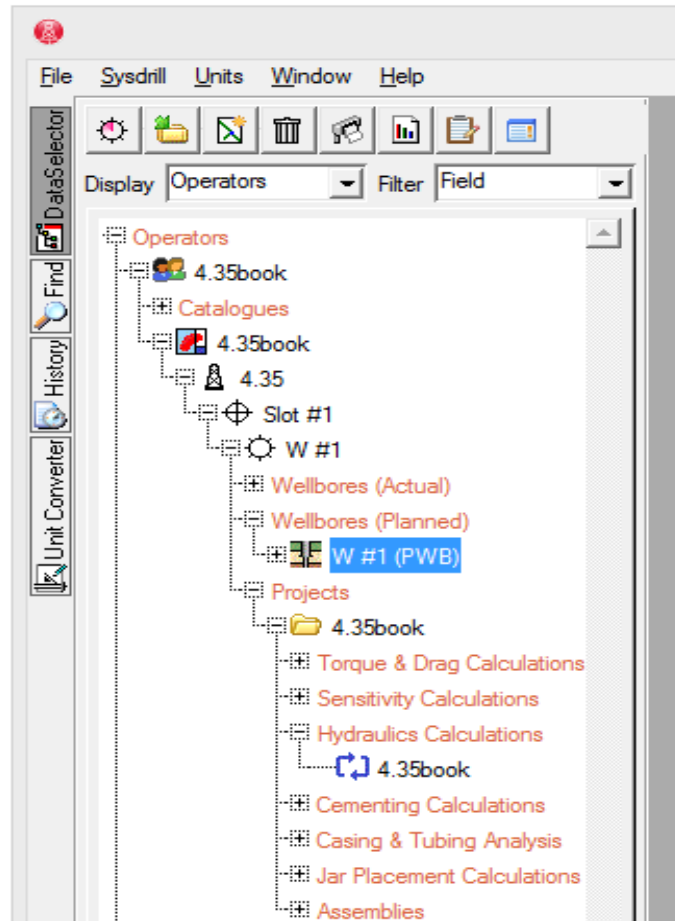 File Sysdrill Units Window Help
Display Operators Filter Field
DataSelector
Find
History
Unit Converter
Operators
4.35book
Catalogues
4.35book
4.35
Slot #1
W #1
Wellbores (Actual)
Wellbores (Planned)
W #1 (PWB)
Projects
4.35book
Torque & Drag Calculations
Sensitivity Calculations
Hydraulics Calculations
4.35book
Cementing Calculations
Casing & Tubing Analysis
Jar Placement Calculations
Assemblies